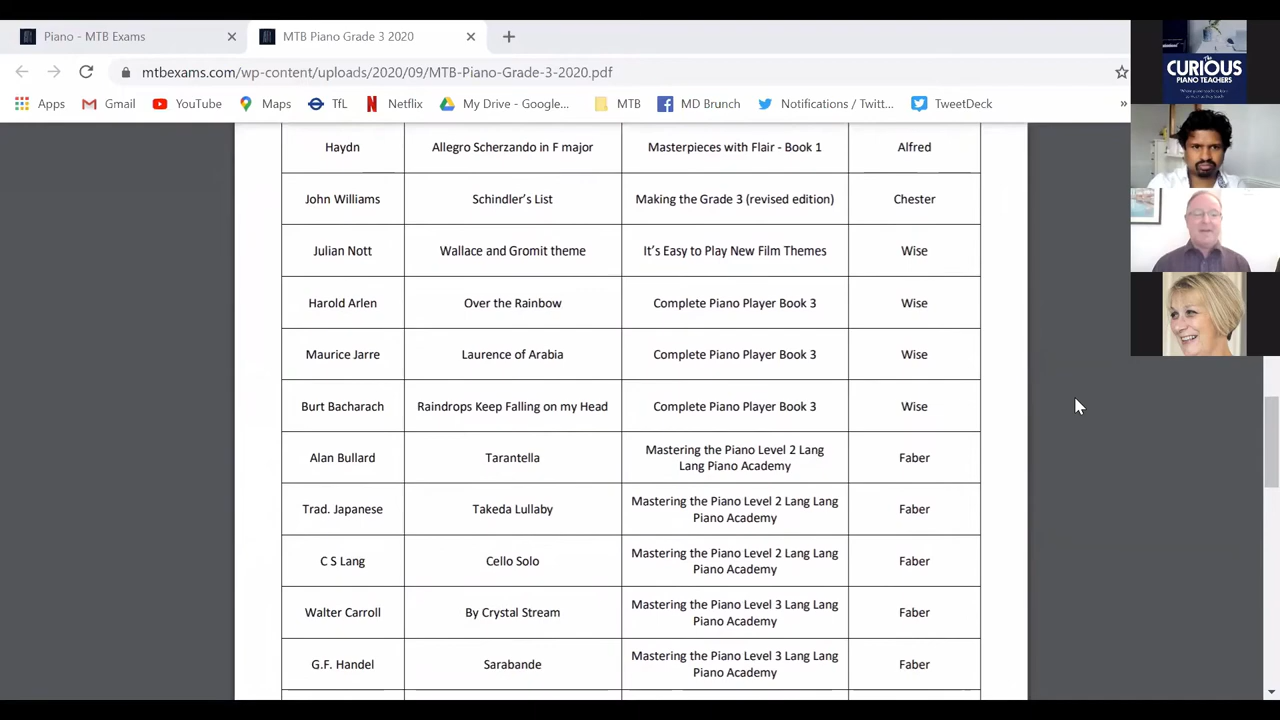 Piano - MTB Exams
MTB Piano Grade 3 2020
mtbexams.com/wp-content/uploads/2020/09/MTB-Piano-Grade-3-2020.pdf
Apps
Gmail
YouTube
Maps
TfL
Netflix
My Drive - Google...
MTB
MD Brunch
Notifications / Twitt...
TweetDeck
»
The
CURIOUS
PIANO TEACHERS
Haydn
Allegro Scherzando in F major
Masterpieces with Flair - Book 1
Alfred
John Williams
Schindler's List
Making the Grade 3 (revised edition)
Chester
Julian Nott
Wallace and Gromit theme
It's Easy to Play New Film Themes
Wise
Harold Arlen
Over the Rainbow
Complete Piano Player Book 3
Wise
Maurice Jarre
Laurence of Arabia
Complete Piano Player Book 3
Wise
Burt Bacharach
Raindrops Keep Falling on my Head
Complete Piano Player Book 3
Wise
Alan Bullard
Tarantella
Mastering the Piano Level 2 Lang
Lang Piano Academy
Faber
Trad. Japanese
Takeda Lullaby
Mastering the Piano Level 2 Lang Lang
Piano Academy
Faber
C S Lang
Cello Solo
Mastering the Piano Level 2 Lang Lang
Piano Academy
Faber
Walter Carroll
By Crystal Stream
Mastering the Piano Level 3 Lang Lang
Piano Academy
Faber
G.F. Handel
Sarabande
Mastering the Piano Level 3 Lang Lang
Piano Academy
Faber